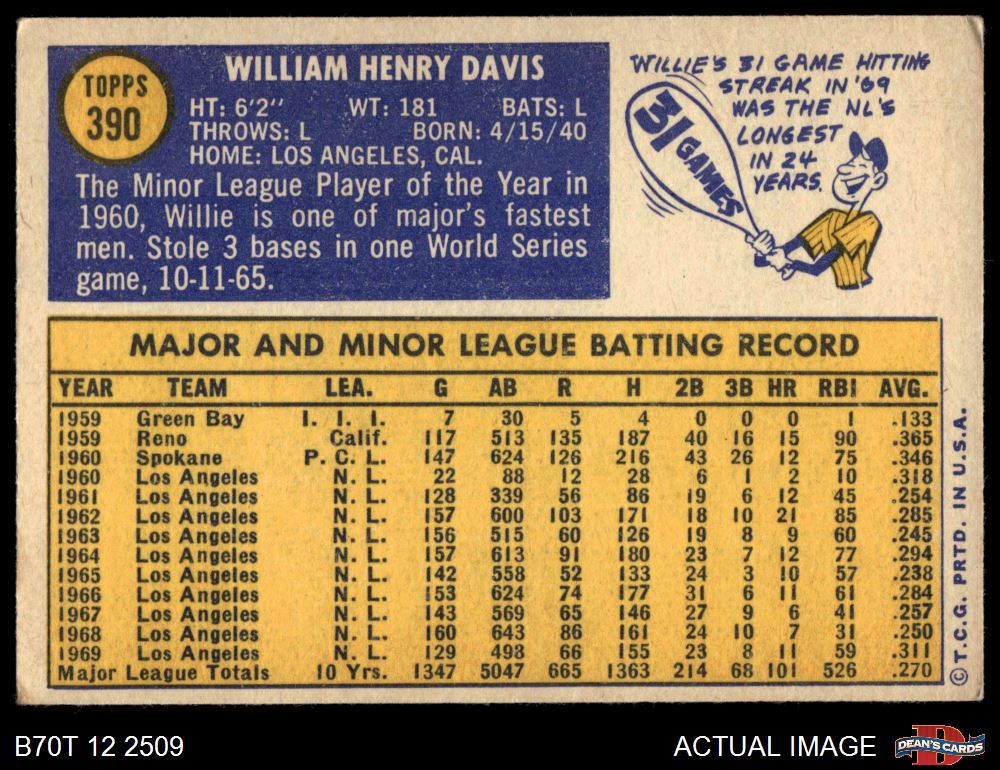 TOPPS
390
WILLIAM HENRY DAVIS
HT: 6'2" WT: 181 BATS: L
THROWS: L BORN: 4/15/40
HOME: LOS ANGELES, CAL.
The Minor League Player of the Year in
1960, Willie is one of major's fastest
men. Stole 3 bases in one World Series
game, 10-11-65.
WILLIE'S 31 GAME HITTING
STREAK IN '69
WAS THE NL'S
LONGEST
IN 24
YEARS.
31 GAMES
MAJOR AND MINOR LEAGUE BATTING RECORD
YEAR TEAM LEA. G AB R H 2B 3B HR RBI AVG.
1959 Green Bay I. I. I. 7 30 5 4 0 0 0 1 .133
1959 Reno Calif. 117 513 135 187 40 16 15 90 .365
1960 Spokane P. C. L. 147 624 126 216 43 26 12 75 .346
1960 Los Angeles N. L. 22 88 12 28 6 1 2 10 .318
1961 Los Angeles N. L. 128 339 56 86 19 6 12 45 .254
1962 Los Angeles N. L. 157 600 103 171 18 10 21 85 .285
1963 Los Angeles N. L. 156 515 60 126 19 8 9 60 .245
1964 Los Angeles N. L. 157 613 91 180 23 7 12 77 .294
1965 Los Angeles N. L. 142 558 52 133 24 3 10 57 .238
1966 Los Angeles N. L. 153 624 74 177 31 6 11 61 .284
1967 Los Angeles N. L. 143 569 65 146 27 9 6 41 .257
1968 Los Angeles N. L. 160 643 86 161 24 10 7 31 .250
1969 Los Angeles N. L. 129 498 66 155 23 8 11 59 .311
Major League Totals 10 Yrs. 1347 5047 665 1363 214 68 101 526 .270
© T.C.G. PRTD. IN U.S.A.
B70T 12 2509
ACTUAL IMAGE
D
DEAN'S CARDS